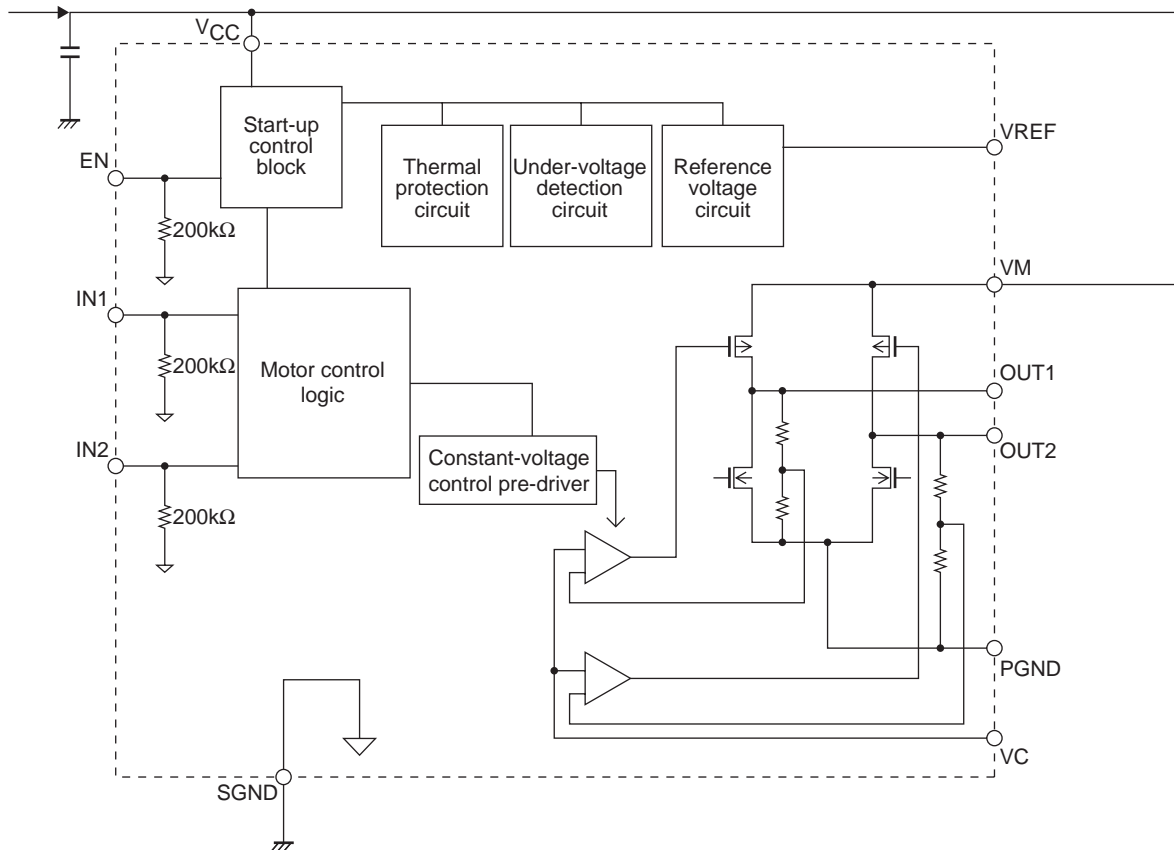 VCC
Start-up
control
block
EN
200kΩ
Thermal
protection
circuit
Under-voltage
detection
circuit
Reference
voltage
circuit
VREF
IN1
200kΩ
Motor control
logic
VM
OUT1
IN2
200kΩ
Constant-voltage
control pre-driver
OUT2
PGND
SGND
VC